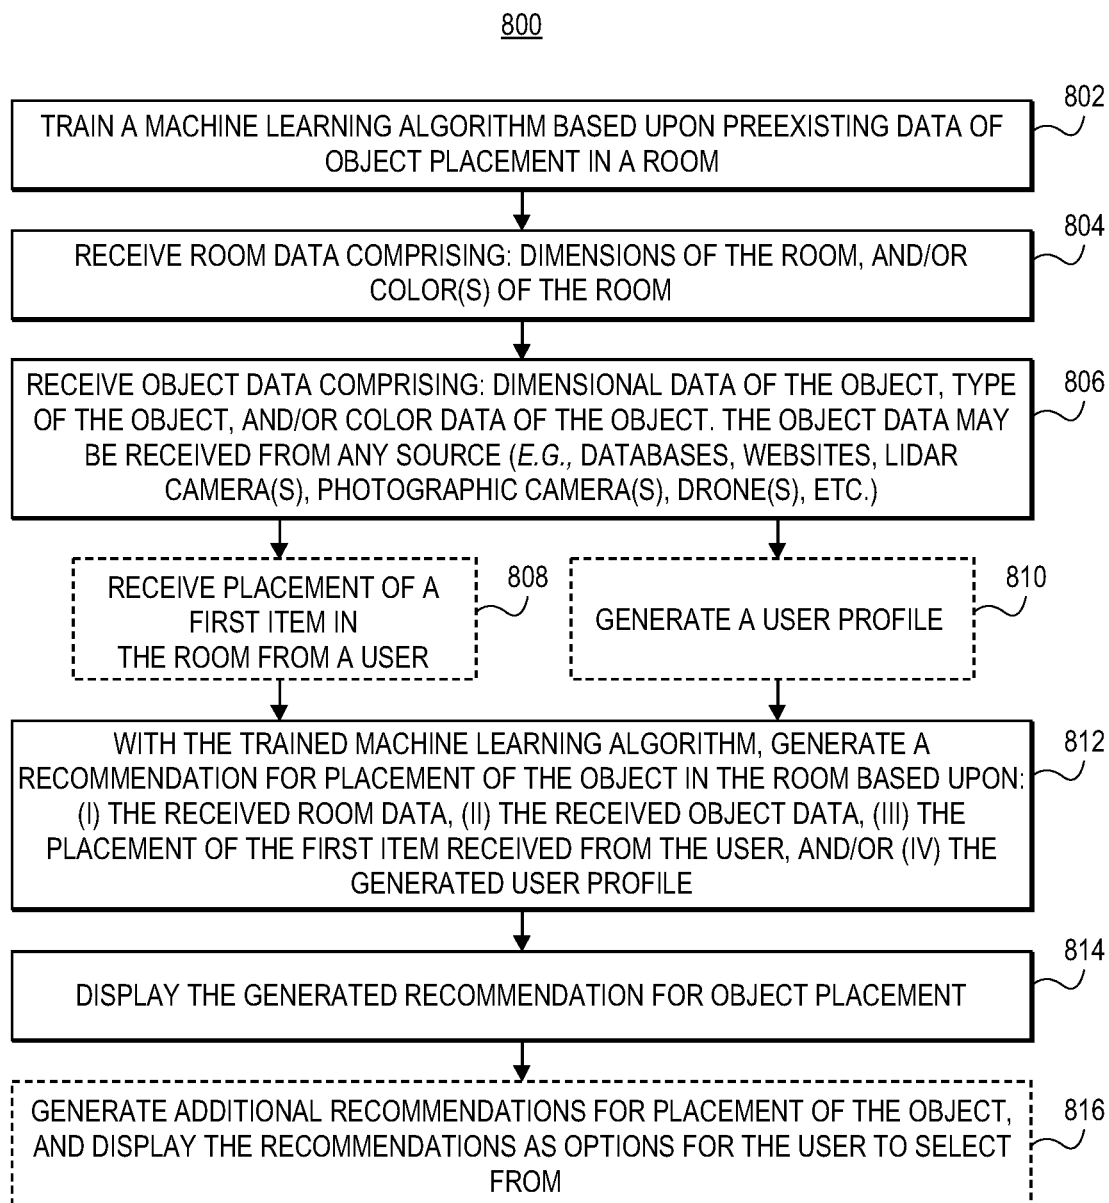 800
802
TRAIN A MACHINE LEARNING ALGORITHM BASED UPON PREEXISTING DATA OF
OBJECT PLACEMENT IN A ROOM
804
RECEIVE ROOM DATA COMPRISING: DIMENSIONS OF THE ROOM, AND/OR
COLOR(S) OF THE ROOM
806
RECEIVE OBJECT DATA COMPRISING: DIMENSIONAL DATA OF THE OBJECT, TYPE
OF THE OBJECT, AND/OR COLOR DATA OF THE OBJECT. THE OBJECT DATA MAY
BE RECEIVED FROM ANY SOURCE (E.G., DATABASES, WEBSITES, LIDAR
CAMERA(S), PHOTOGRAPHIC CAMERA(S), DRONE(S), ETC.)
808
RECEIVE PLACEMENT OF A
FIRST ITEM IN
THE ROOM FROM A USER
810
GENERATE A USER PROFILE
812
WITH THE TRAINED MACHINE LEARNING ALGORITHM, GENERATE A
RECOMMENDATION FOR PLACEMENT OF THE OBJECT IN THE ROOM BASED UPON:
(I) THE RECEIVED ROOM DATA, (II) THE RECEIVED OBJECT DATA, (III) THE
PLACEMENT OF THE FIRST ITEM RECEIVED FROM THE USER, AND/OR (IV) THE
GENERATED USER PROFILE
814
DISPLAY THE GENERATED RECOMMENDATION FOR OBJECT PLACEMENT
816
GENERATE ADDITIONAL RECOMMENDATIONS FOR PLACEMENT OF THE OBJECT,
AND DISPLAY THE RECOMMENDATIONS AS OPTIONS FOR THE USER TO SELECT
FROM